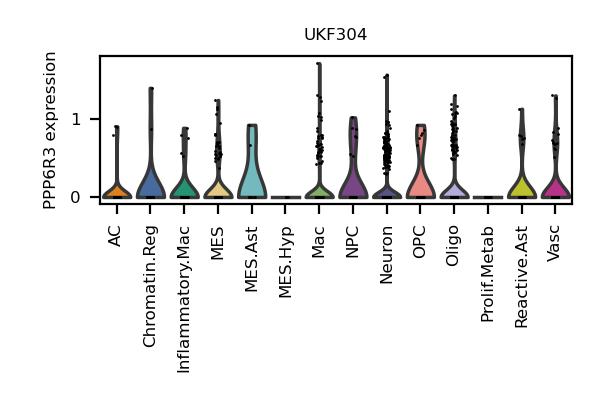 UKF304
PPP6R3 expression
1
0
AC
Chromatin.Reg
Inflammatory.Mac
MES
MES.Ast
MES.Hyp
Mac
NPC
Neuron
OPC
Oligo
Prolif.Metab
Reactive.Ast
Vasc